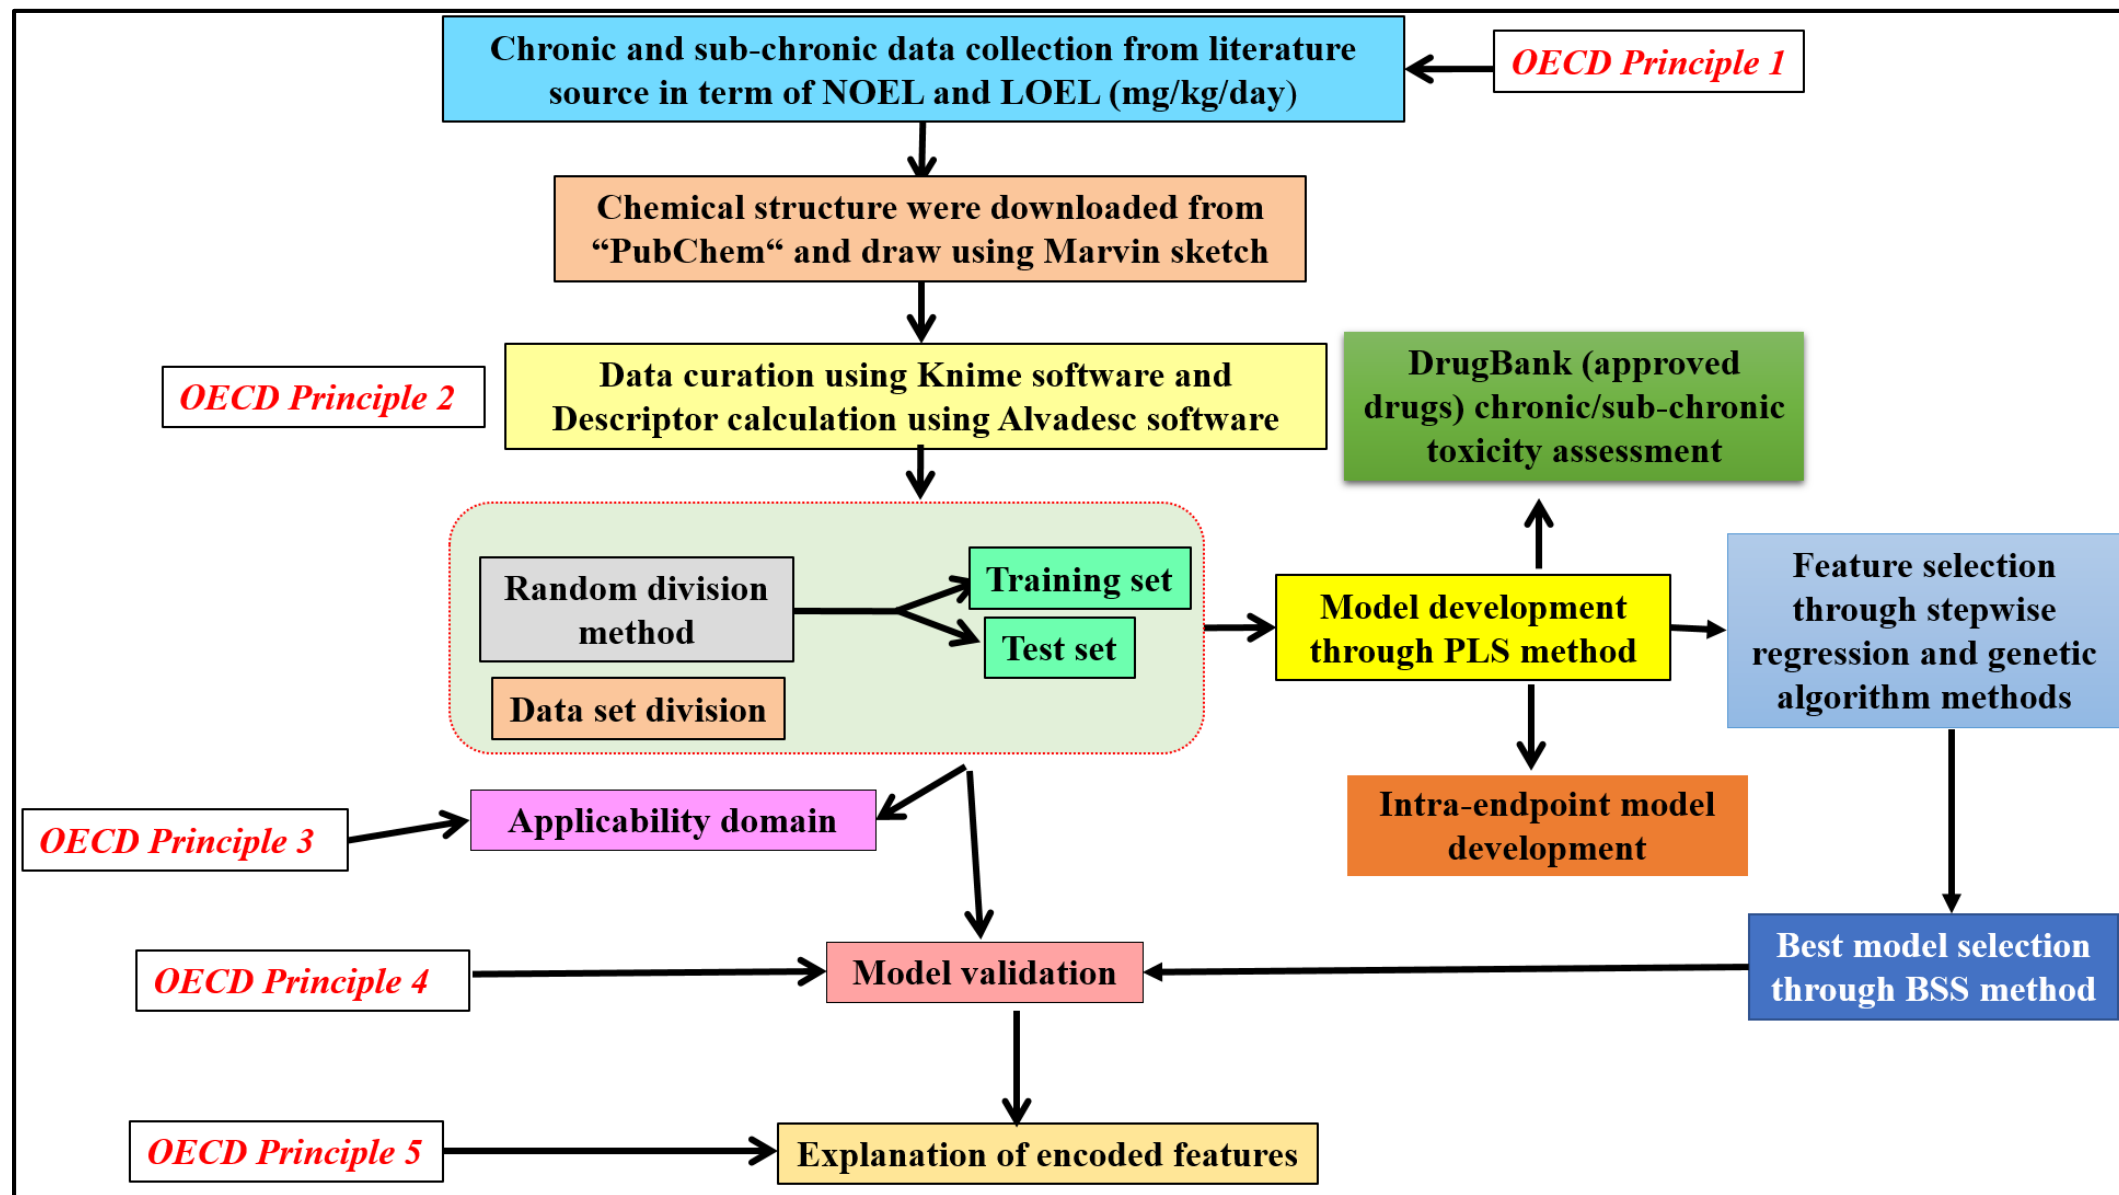 Chronic and sub-chronic data collection from literature
source in term of NOEL and LOEL (mg/kg/day)
OECD Principle 1
Chemical structure were downloaded from
“PubChem“ and draw using Marvin sketch
OECD Principle 2
Data curation using Knime software and
Descriptor calculation using Alvadesc software
DrugBank (approved
drugs) chronic/sub-chronic
toxicity assessment
Random division
method
Training set
Test set
Data set division
Model development
through PLS method
Feature selection
through stepwise
regression and genetic
algorithm methods
Intra-endpoint model
development
OECD Principle 3
Applicability domain
OECD Principle 4
Model validation
Best model selection
through BSS method
OECD Principle 5
Explanation of encoded features